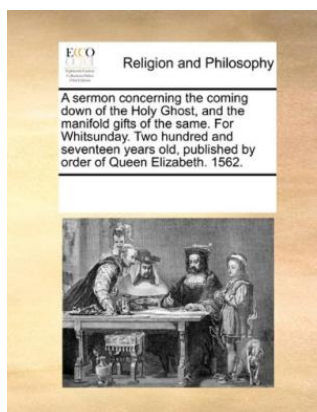 ECCO
Religion and Philosophy
A sermon concerning the coming
down of the Holy Ghost, and the
manifold gifts of the same. For
Whitsunday. Two hundred and
seventeen years old, published by
order of Queen Elizabeth. 1562.